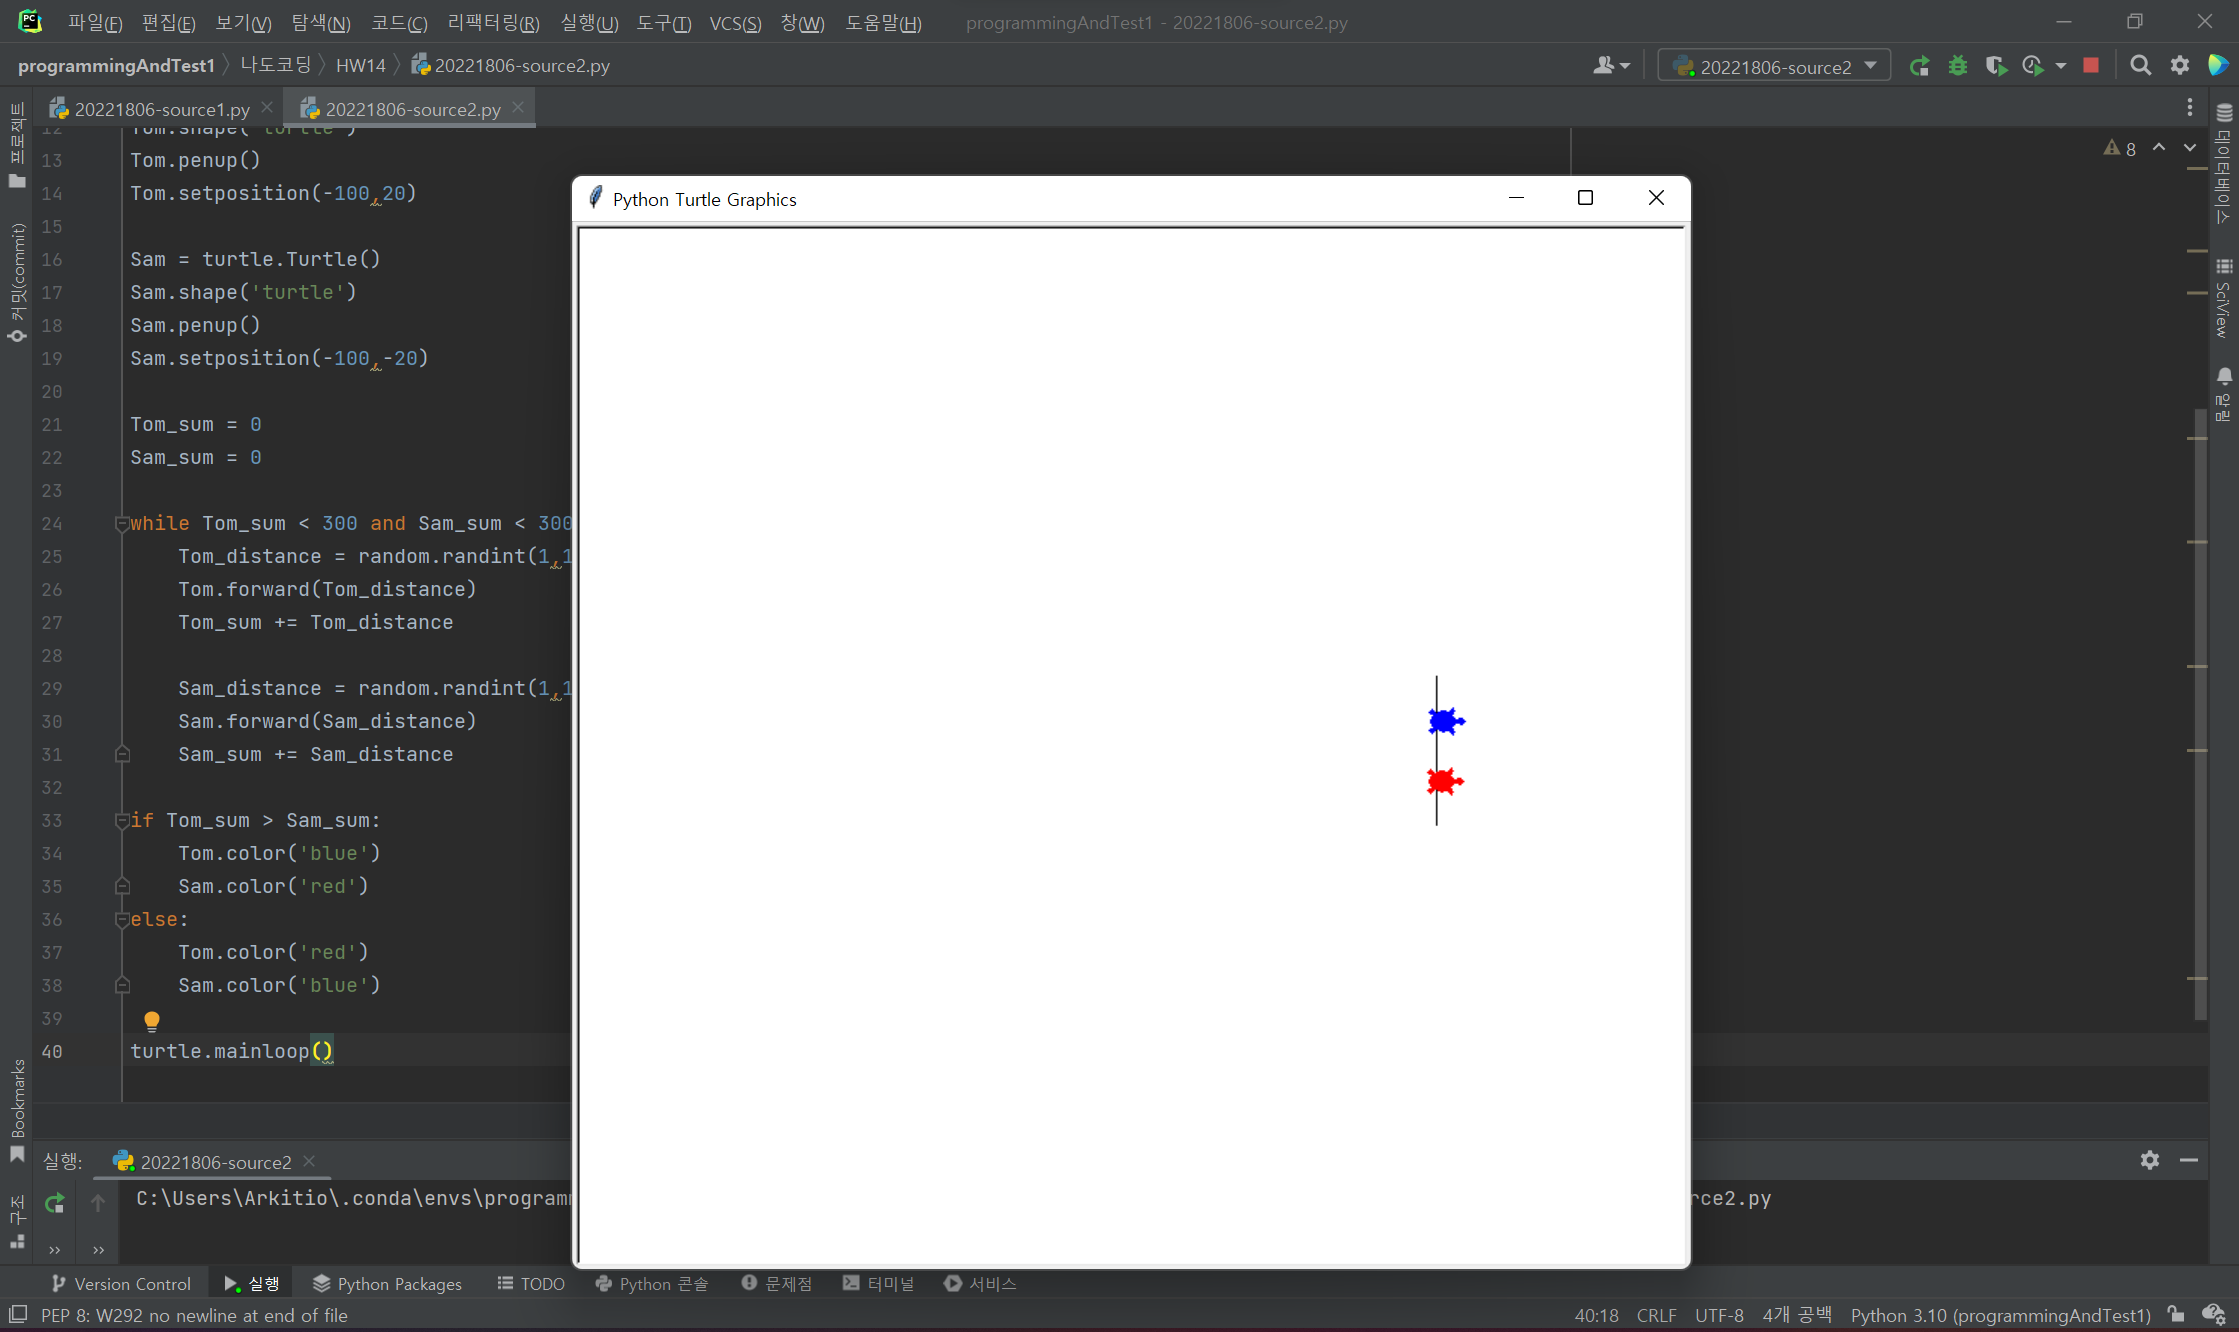 파일(F) 편집(E) 보기(V) 탐색(N) 코드(C) 리팩터링(R) 실행(U) 도구(T) VCS(S) 창(W) 도움말(H) programmingAndTest1 - 20221806-source2.py
programmingAndTest1 나도코딩 HW14 20221806-source2.py 20221806-source2
20221806-source1.py 20221806-source2.py
12 Tom.shape('turtle')
13 Tom.penup()
14 Tom.setposition(-100,20)
15
16 Sam = turtle.Turtle()
17 Sam.shape('turtle')
18 Sam.penup()
19 Sam.setposition(-100,-20)
20
21 Tom_sum = 0
22 Sam_sum = 0
23
24 while Tom_sum < 300 and Sam_sum < 300
25 Tom_distance = random.randint(1,1
26 Tom.forward(Tom_distance)
27 Tom_sum += Tom_distance
28
29 Sam_distance = random.randint(1,1
30 Sam.forward(Sam_distance)
31 Sam_sum += Sam_distance
32
33 if Tom_sum > Sam_sum:
34 Tom.color('blue')
35 Sam.color('red')
36 else:
37 Tom.color('red')
38 Sam.color('blue')
39
40 turtle.mainloop()
Python Turtle Graphics
8
프로젝트
커밋(commit)
Bookmarks
구조
데이터베이스
SciView
알림
실행: 20221806-source2
C:\Users\Arkitio\.conda\envs\programm
rce2.py
Version Control 실행 Python Packages TODO Python 콘솔 문제점 터미널 서비스
PEP 8: W292 no newline at end of file 40:18 CRLF UTF-8 4개 공백 Python 3.10 (programmingAndTest1)